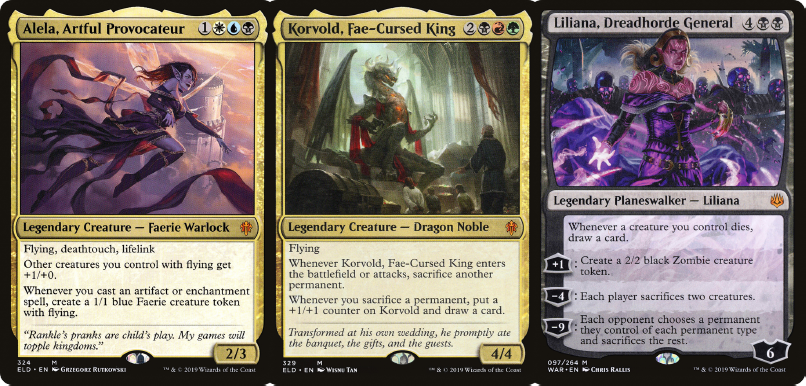 Alela, Artful Provocateur 1
Legendary Creature — Faerie Warlock
Flying, deathtouch, lifelink
Other creatures you control with flying get
+1/+0.
Whenever you cast an artifact or enchantment
spell, create a 1/1 blue Faerie creature token
with flying.
"Rankle's pranks are child's play. My games will
topple kingdoms."
2/3
324 M
ELD • EN GRZEGORZ RUTKOWSKI
™ & © 2019 Wizards of the Coast
Korvold, Fae-Cursed King 2
Legendary Creature — Dragon Noble
Flying
Whenever Korvold, Fae-Cursed King enters
the battlefield or attacks, sacrifice another
permanent.
Whenever you sacrifice a permanent, put a
+1/+1 counter on Korvold and draw a card.
Transformed at his own wedding, he promptly ate
the banquet, the gifts, and the guests.
4/4
329 M
ELD • EN WISNU TAN
™ & © 2019 Wizards of the Coast
Liliana, Dreadhorde General 4
Legendary Planeswalker — Liliana
Whenever a creature you control dies,
draw a card.
+1 : Create a 2/2 black Zombie creature
token.
−4 : Each player sacrifices two creatures.
−9 : Each opponent chooses a permanent
they control of each permanent type
and sacrifices the rest.
6
097/264 M
WAR • EN CHRIS RALLIS
™ & © 2019 Wizards of the Coast